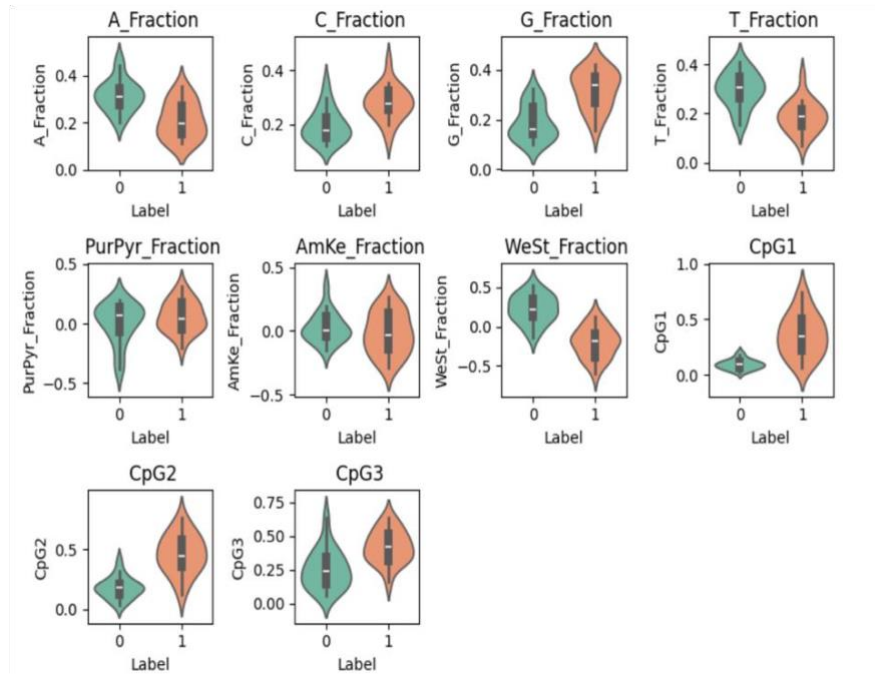 A_Fraction
C_Fraction
G_Fraction
T_Fraction
A_Fraction
0.4
0.2
0.0
0
1
Label
C_Fraction
0.4
0.2
0
1
Label
G_Fraction
0.4
0.2
0.0
0
1
Label
T_Fraction
0.4
0.2
0.0
0
1
Label
PurPyr_Fraction
AmKe_Fraction
WeSt_Fraction
CpG1
PurPyr_Fraction
0.5
0.0
−0.5
0
1
Label
AmKe_Fraction
0.5
0.0
−0.5
0
1
Label
WeSt_Fraction
0.5
0.0
−0.5
0
1
Label
CpG1
1.0
0.5
0.0
0
1
Label
CpG2
CpG3
CpG2
0.5
0.0
0
1
Label
CpG3
0.75
0.50
0.25
0.00
0
1
Label